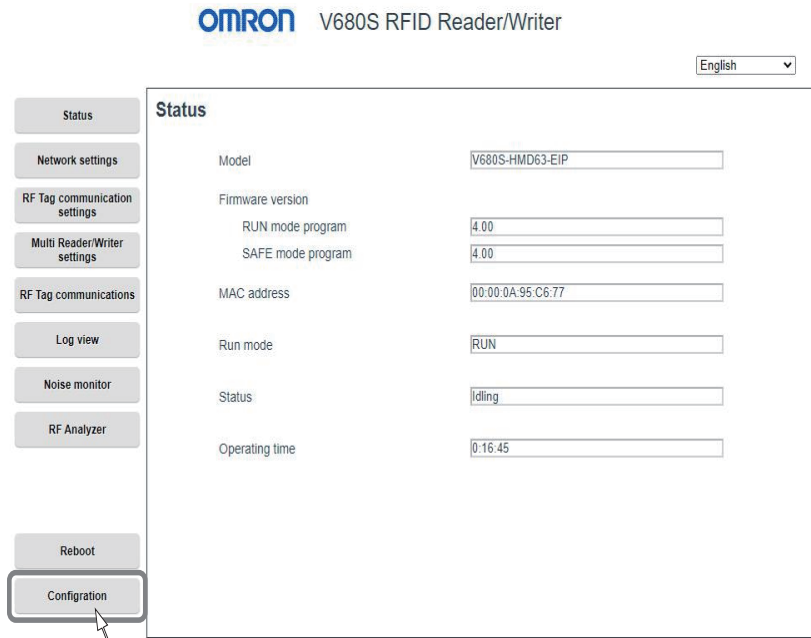 OMRON V680S RFID Reader/Writer
English
Status
Network settings
RF Tag communication
settings
Multi Reader/Writer
settings
RF Tag communications
Log view
Noise monitor
RF Analyzer
Reboot
Configration
Status
Model V680S-HMD63-EIP
Firmware version
RUN mode program 4.00
SAFE mode program 4.00
MAC address 00:00:0A:95:C6:77
Run mode RUN
Status Idling
Operating time 0:16:45